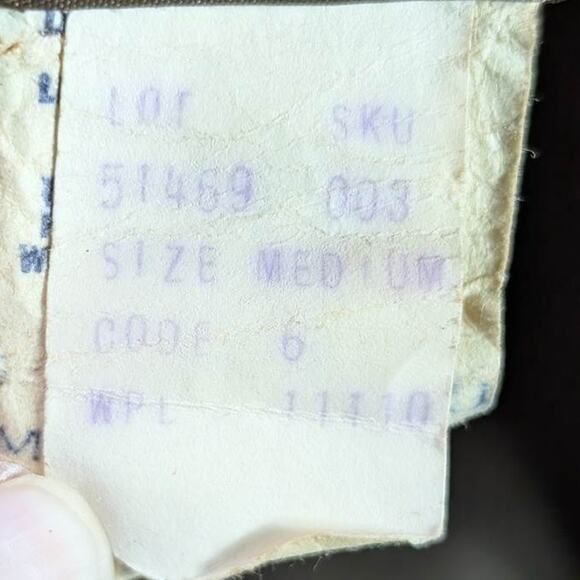 LOT SKU
51469 003
SIZE MEDIUM
CODE 6
WPL 11110